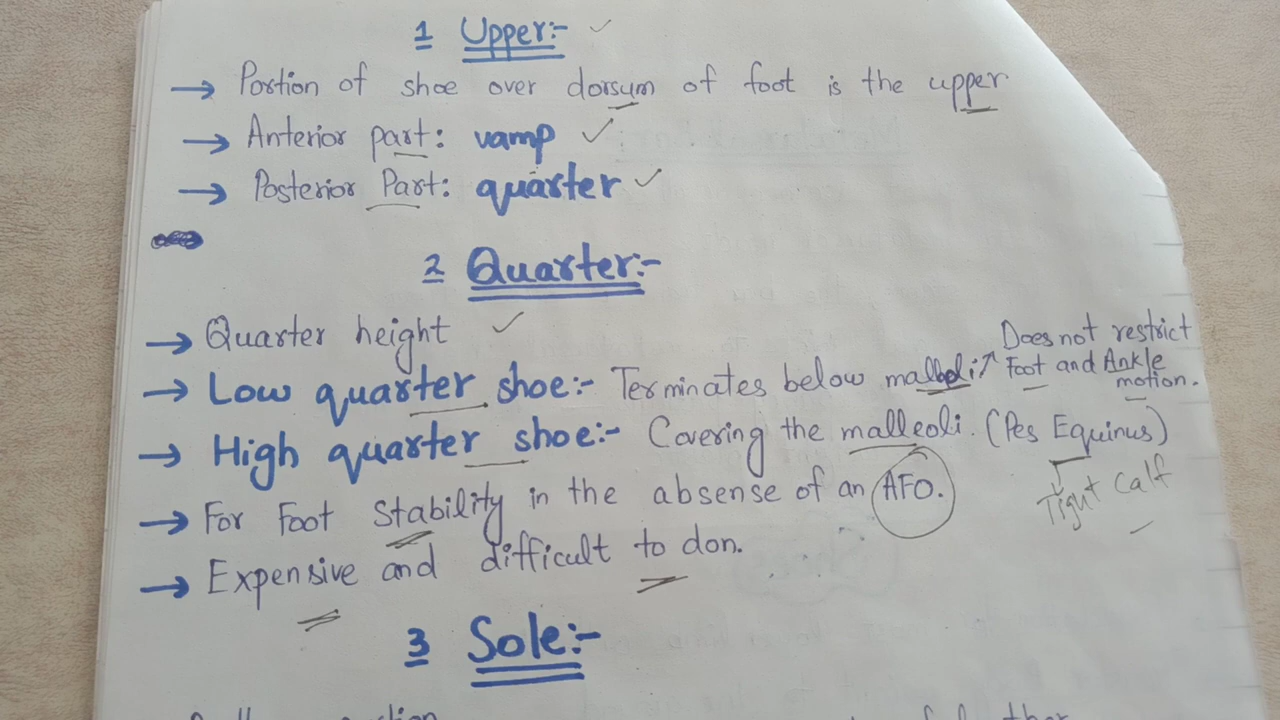 1 Upper:-
→ Portion of shoe over dorsum of foot is the upper.
→ Anterior part: vamp ✓
→ Posterior Part: quarter ✓
2 Quarter:-
→ Quarter height ✓
→ Low quarter shoe:- Terminates below malleoli↗ Does not restrict
Foot and Ankle
motion.
→ High quarter shoe:- Covering the malleoli. (Pes Equinus)
Tight Calf
→ For Foot Stability in the absense of an AFO.
→ Expensive and difficult to don.
3 Sole:-